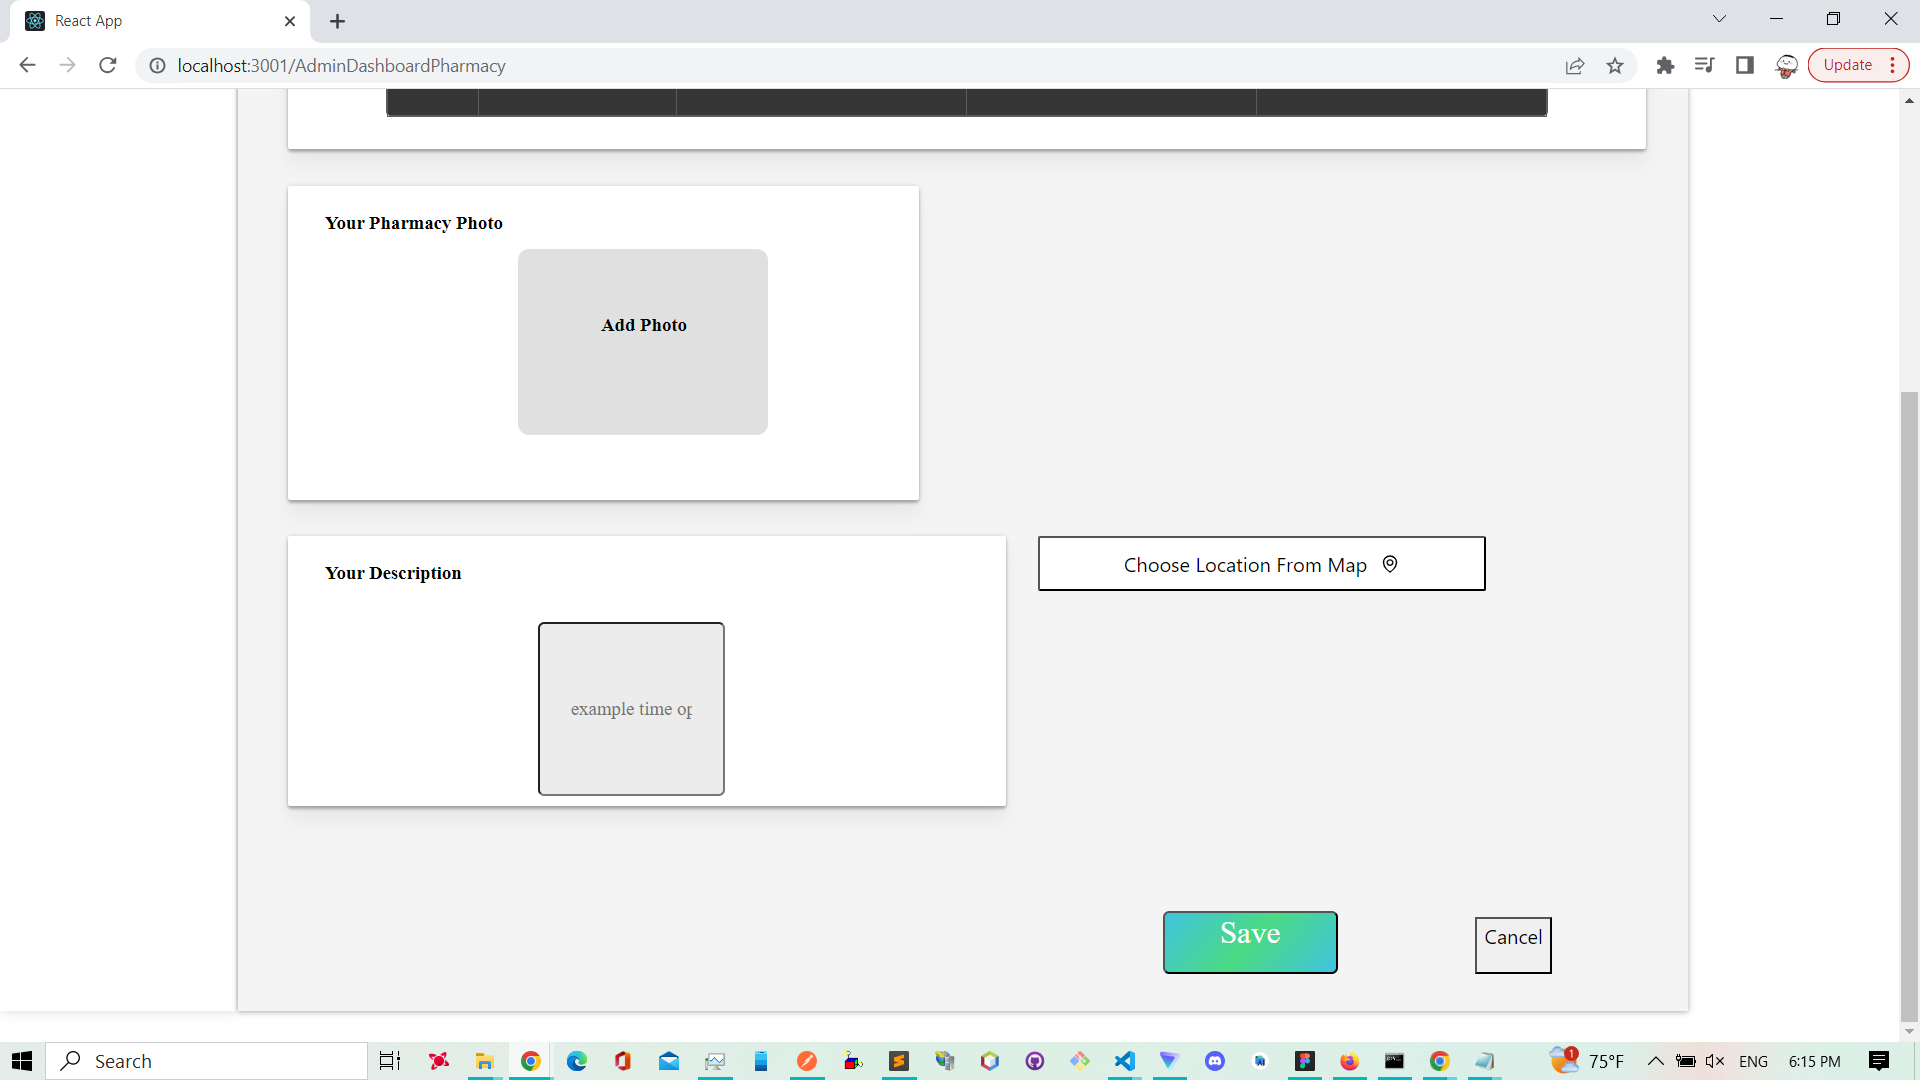 React App
localhost:3001/AdminDashboardPharmacy
Update
Your Pharmacy Photo
Add Photo
Your Description
example time op
Choose Location From Map
Save
Cancel
Search
1
75°F
ENG
6:15 PM